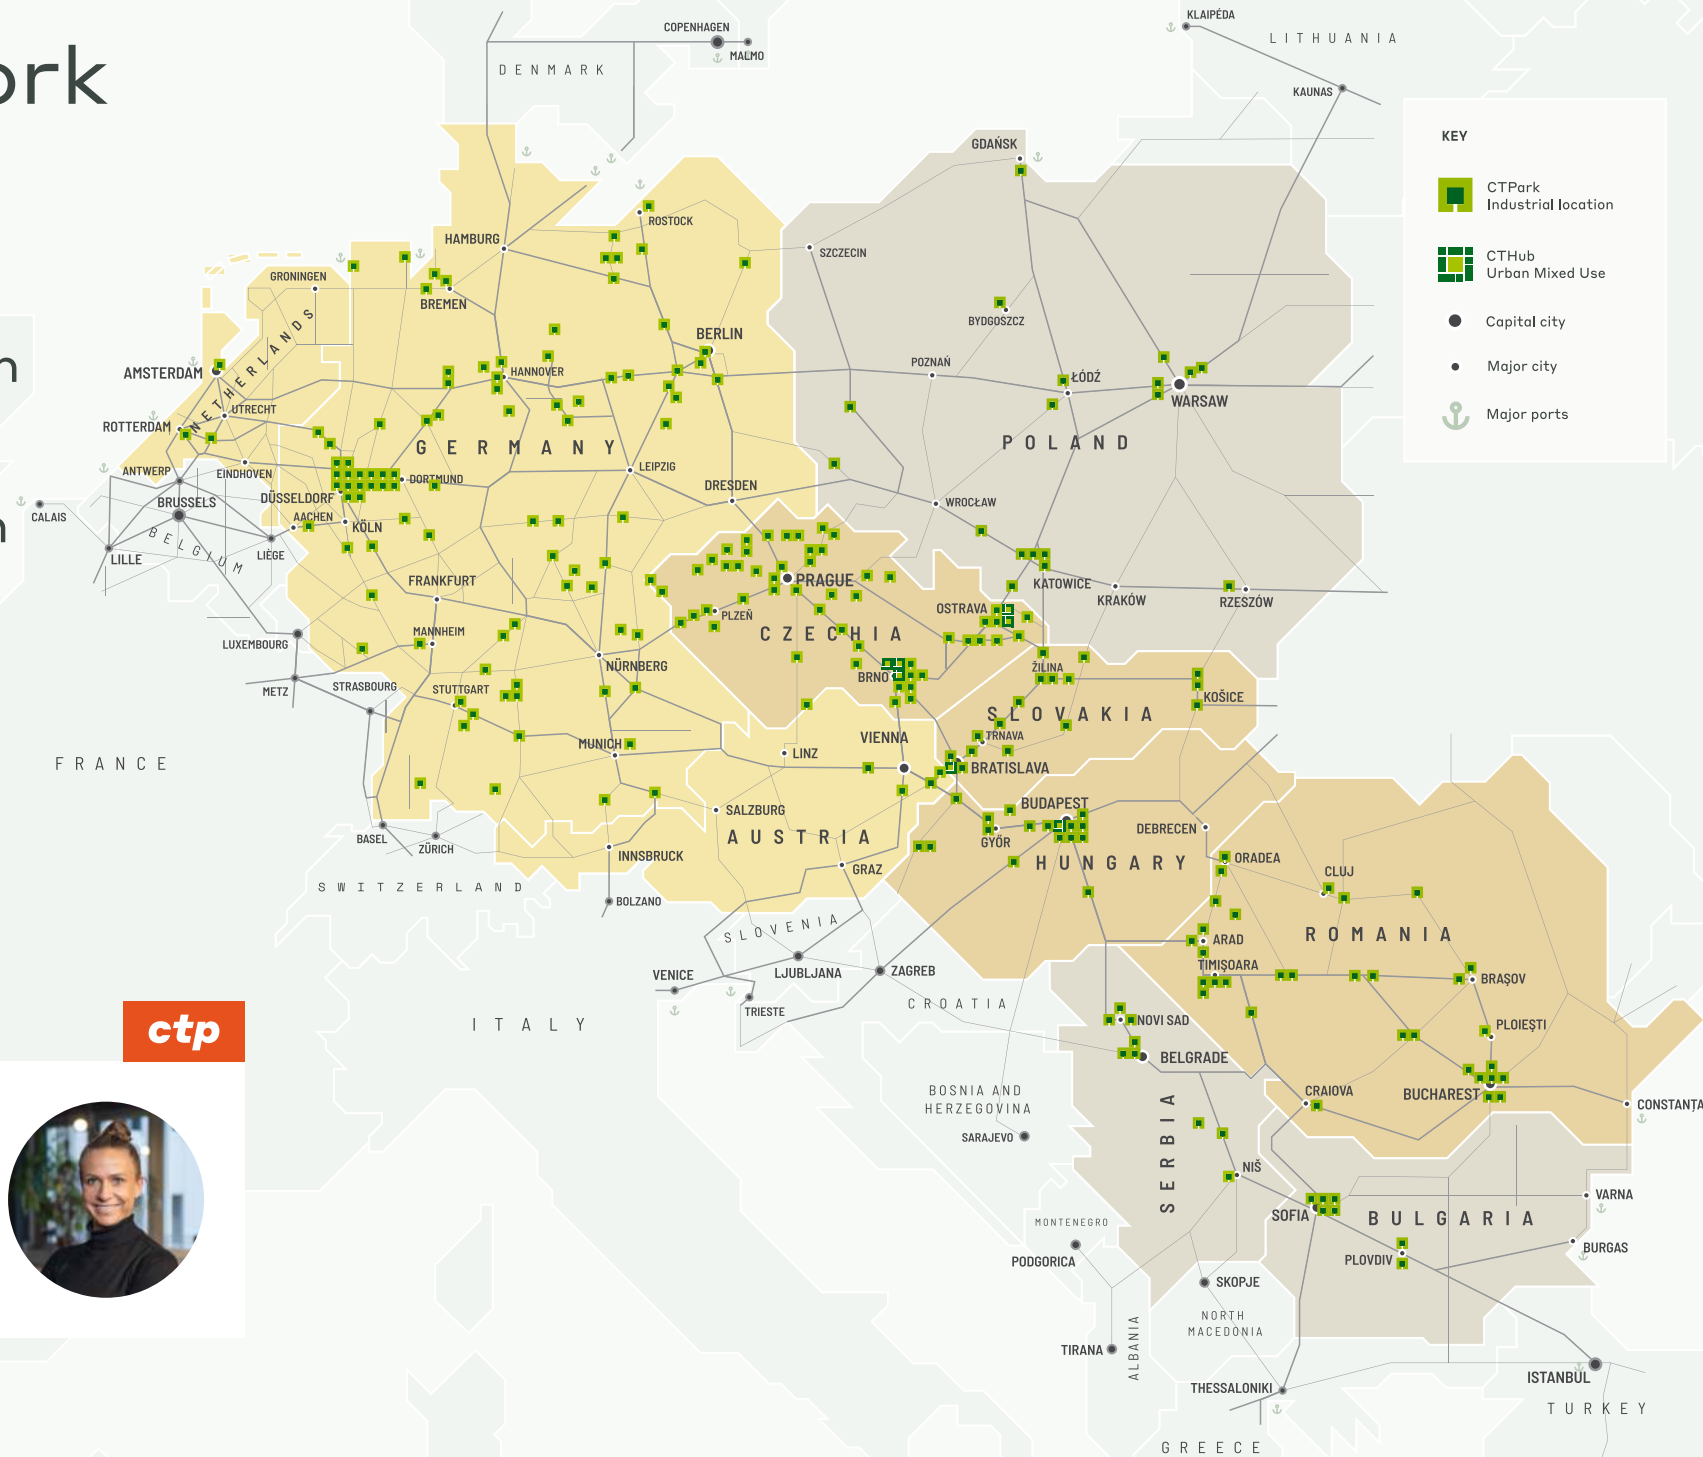 ork
n
n
KEY
CTPark
Industrial location
CTHub
Urban Mixed Use
Capital city
Major city
Major ports
COPENHAGEN
MALMO
DENMARK
KLAIPÉDA
LITHUANIA
KAUNAS
GDAŃSK
ROSTOCK
HAMBURG
SZCZECIN
GRONINGEN
BREMEN
BYDGOSZCZ
BERLIN
AMSTERDAM
NETHERLANDS
HANNOVER
POZNAŃ
ŁÓDŹ
WARSAW
UTRECHT
ROTTERDAM
GERMANY
POLAND
ANTWERP
EINDHOVEN
DORTMUND
LEIPZIG
DRESDEN
DÜSSELDORF
BRUSSELS
WROCŁAW
CALAIS
AACHEN
KÖLN
BELGIUM
LILLE
LIÈGE
FRANKFURT
PRAGUE
KATOWICE
KRAKÓW
RZESZÓW
OSTRAVA
PLZEŇ
CZECHIA
MANNHEIM
LUXEMBOURG
NÜRNBERG
ŽILINA
BRNO
METZ
STRASBOURG
STUTTGART
KOŠICE
SLOVAKIA
VIENNA
TRNAVA
MUNICH
LINZ
BRATISLAVA
FRANCE
SALZBURG
BUDAPEST
AUSTRIA
DEBRECEN
BASEL
ZÜRICH
GYŐR
INNSBRUCK
HUNGARY
ORADEA
GRAZ
CLUJ
SWITZERLAND
BOLZANO
SLOVENIA
ARAD
ROMANIA
TIMIȘOARA
VENICE
LJUBLJANA
ZAGREB
BRAȘOV
CROATIA
TRIESTE
ITALY
NOVI SAD
PLOIEȘTI
BELGRADE
BOSNIA AND
HERZEGOVINA
CRAIOVA
BUCHAREST
CONSTANȚA
SARAJEVO
SERBIA
NIŠ
VARNA
SOFIA
BULGARIA
MONTENEGRO
PODGORICA
PLOVDIV
BURGAS
SKOPJE
NORTH
MACEDONIA
TIRANA
ALBANIA
ISTANBUL
THESSALONIKI
TURKEY
GREECE
ctp